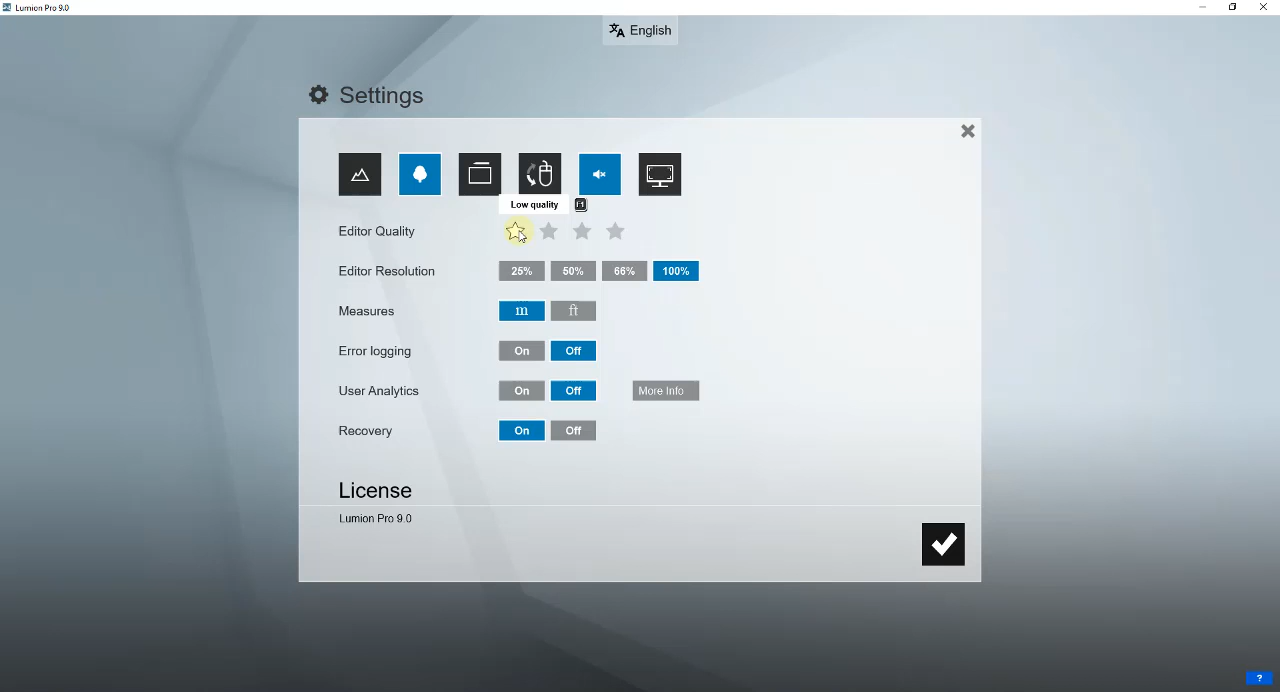 Lumion Pro 9.0
English
Settings
Low quality F1
Editor Quality
Editor Resolution 25% 50% 66% 100%
Measures m ft
Error logging On Off
User Analytics On Off More Info
Recovery On Off
License
Lumion Pro 9.0
?